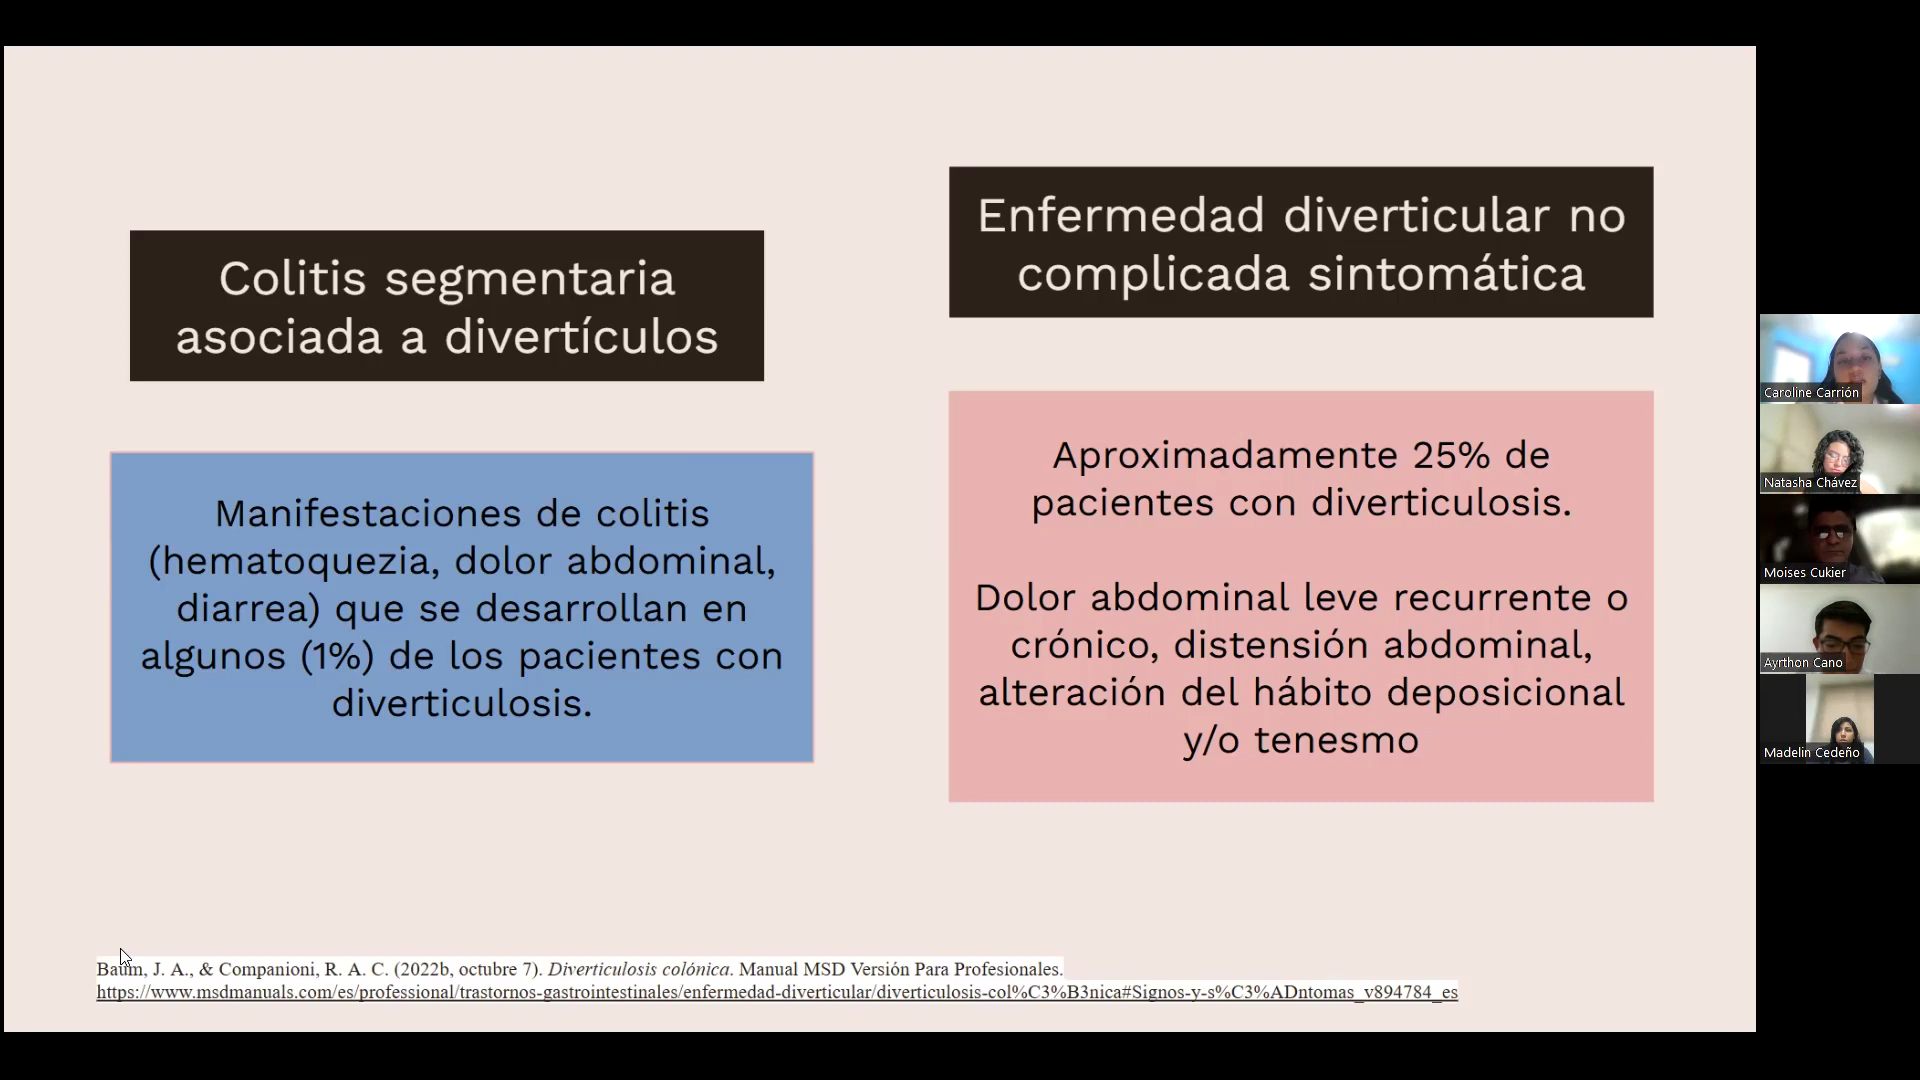 Colitis segmentaria
asociada a divertículos
Manifestaciones de colitis
(hematoquezia, dolor abdominal,
diarrea) que se desarrollan en
algunos (1%) de los pacientes con
diverticulosis.
Enfermedad diverticular no
complicada sintomática
Aproximadamente 25% de
pacientes con diverticulosis.
Dolor abdominal leve recurrente o
crónico, distensión abdominal,
alteración del hábito deposicional
y/o tenesmo
Baum, J. A., & Companioni, R. A. C. (2022b, octubre 7). Diverticulosis colónica. Manual MSD Versión Para Profesionales.
https://www.msdmanuals.com/es/professional/trastornos-gastrointestinales/enfermedad-diverticular/diverticulosis-col%C3%B3nica#Signos-y-s%C3%ADntomas_v894784_es
Caroline Carrión
Natasha Chávez
Moises Cukier
Ayrthon Cano
Madelin Cedeño